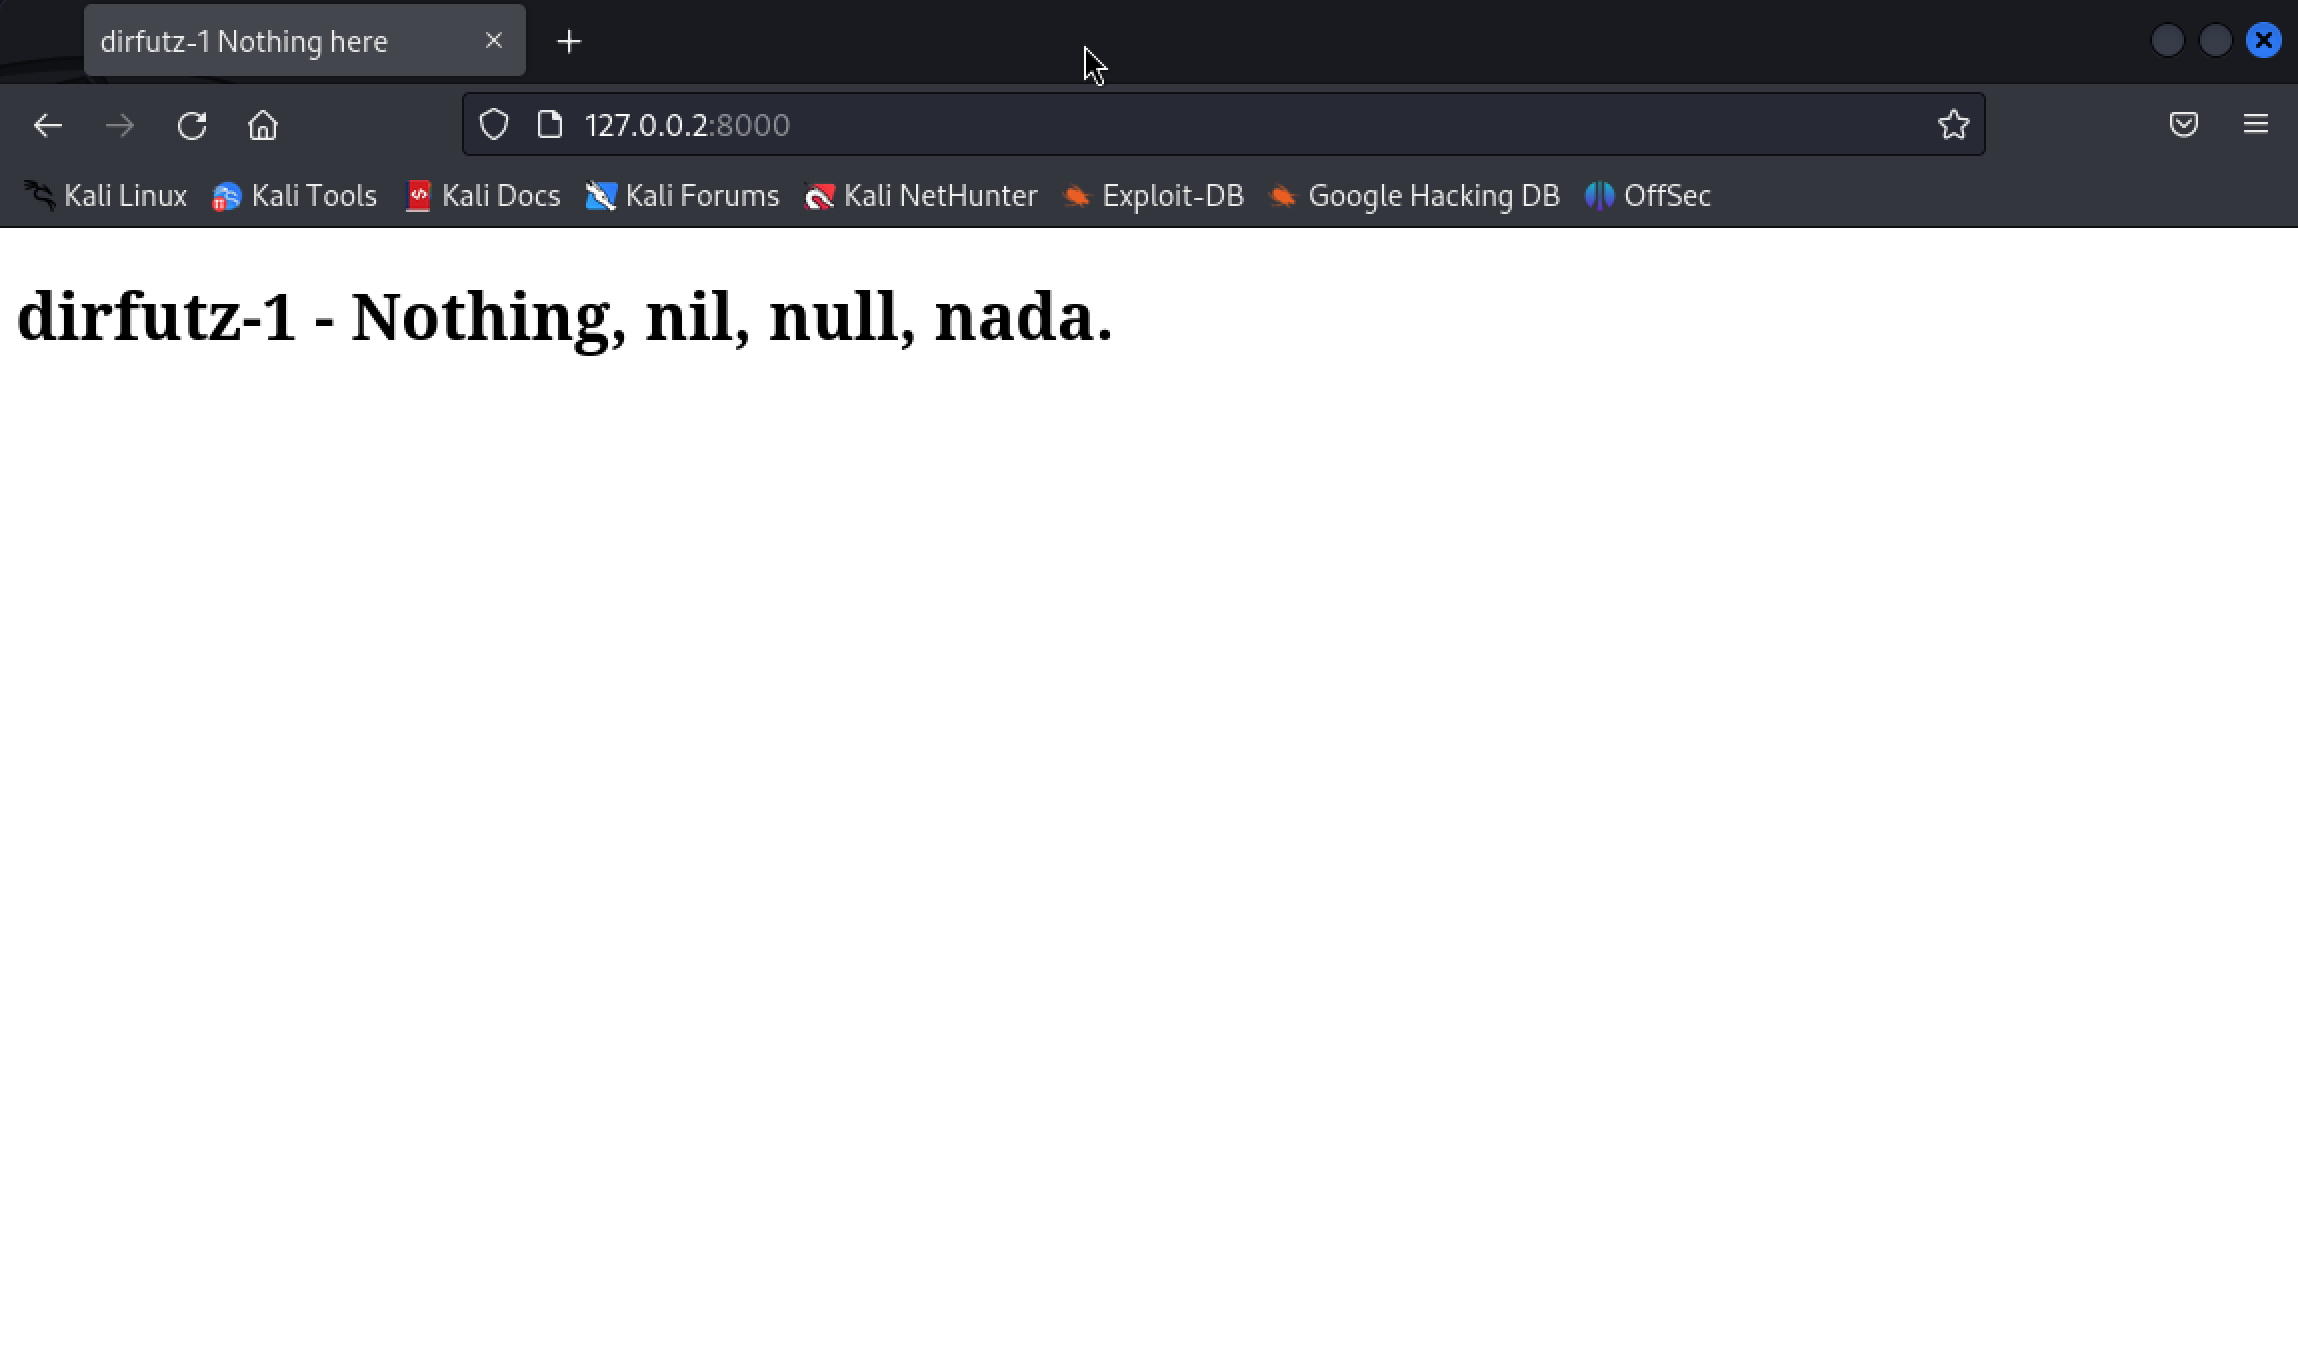 dirfutz-1 Nothing here
127.0.0.2:8000
Kali Linux Kali Tools Kali Docs Kali Forums Kali NetHunter Exploit-DB Google Hacking DB OffSec
dirfutz-1 - Nothing, nil, null, nada.